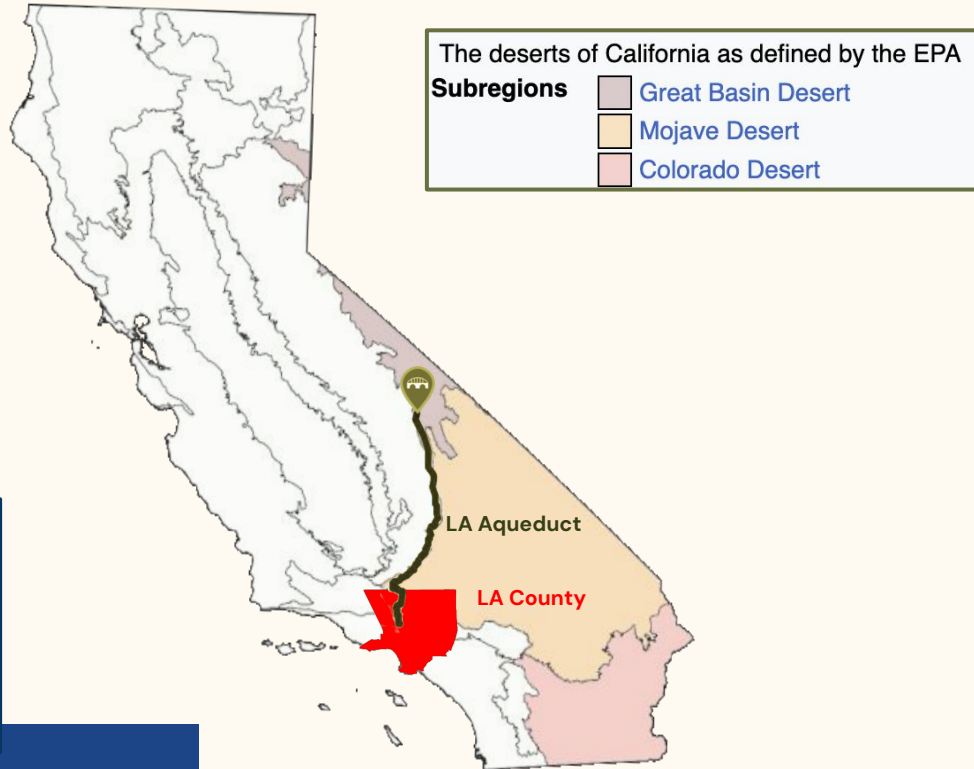 The deserts of California as defined by the EPA
Subregions
Great Basin Desert
Mojave Desert
Colorado Desert
LA Aqueduct
LA County